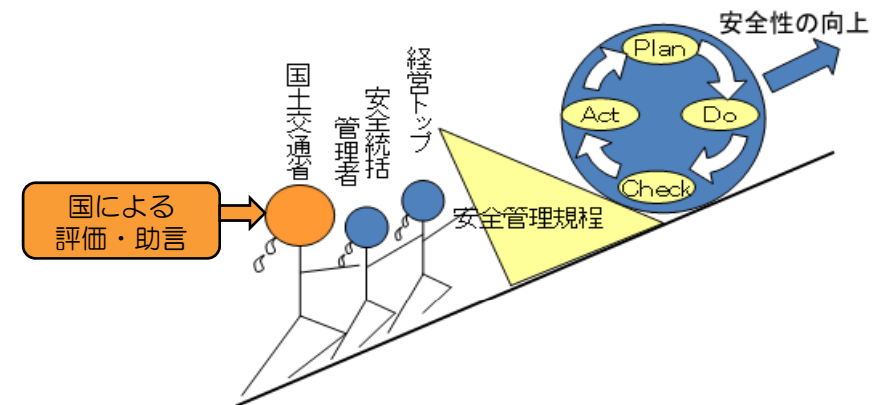 安全性の向上
Plan
Do
Check
Act
経営トップ
安全統括
管理者
国土交通省
国による
評価・助言
安全管理規程